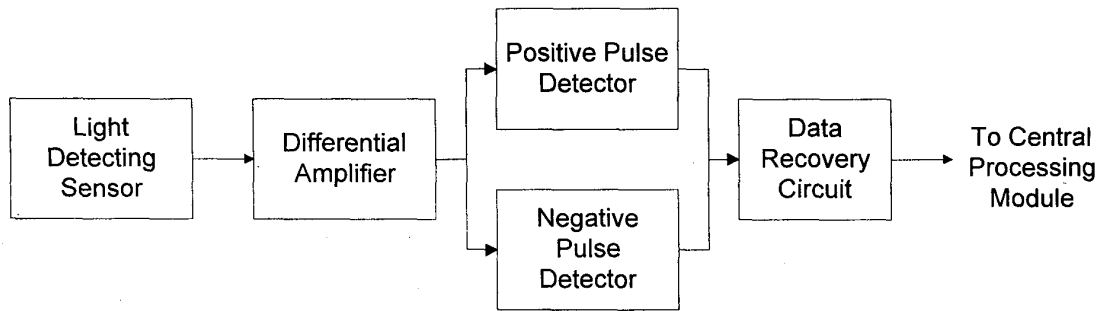 Light
Detecting
Sensor
Differential
Amplifier
Positive Pulse
Detector
Negative
Pulse
Detector
Data
Recovery
Circuit
To Central
Processing
Module